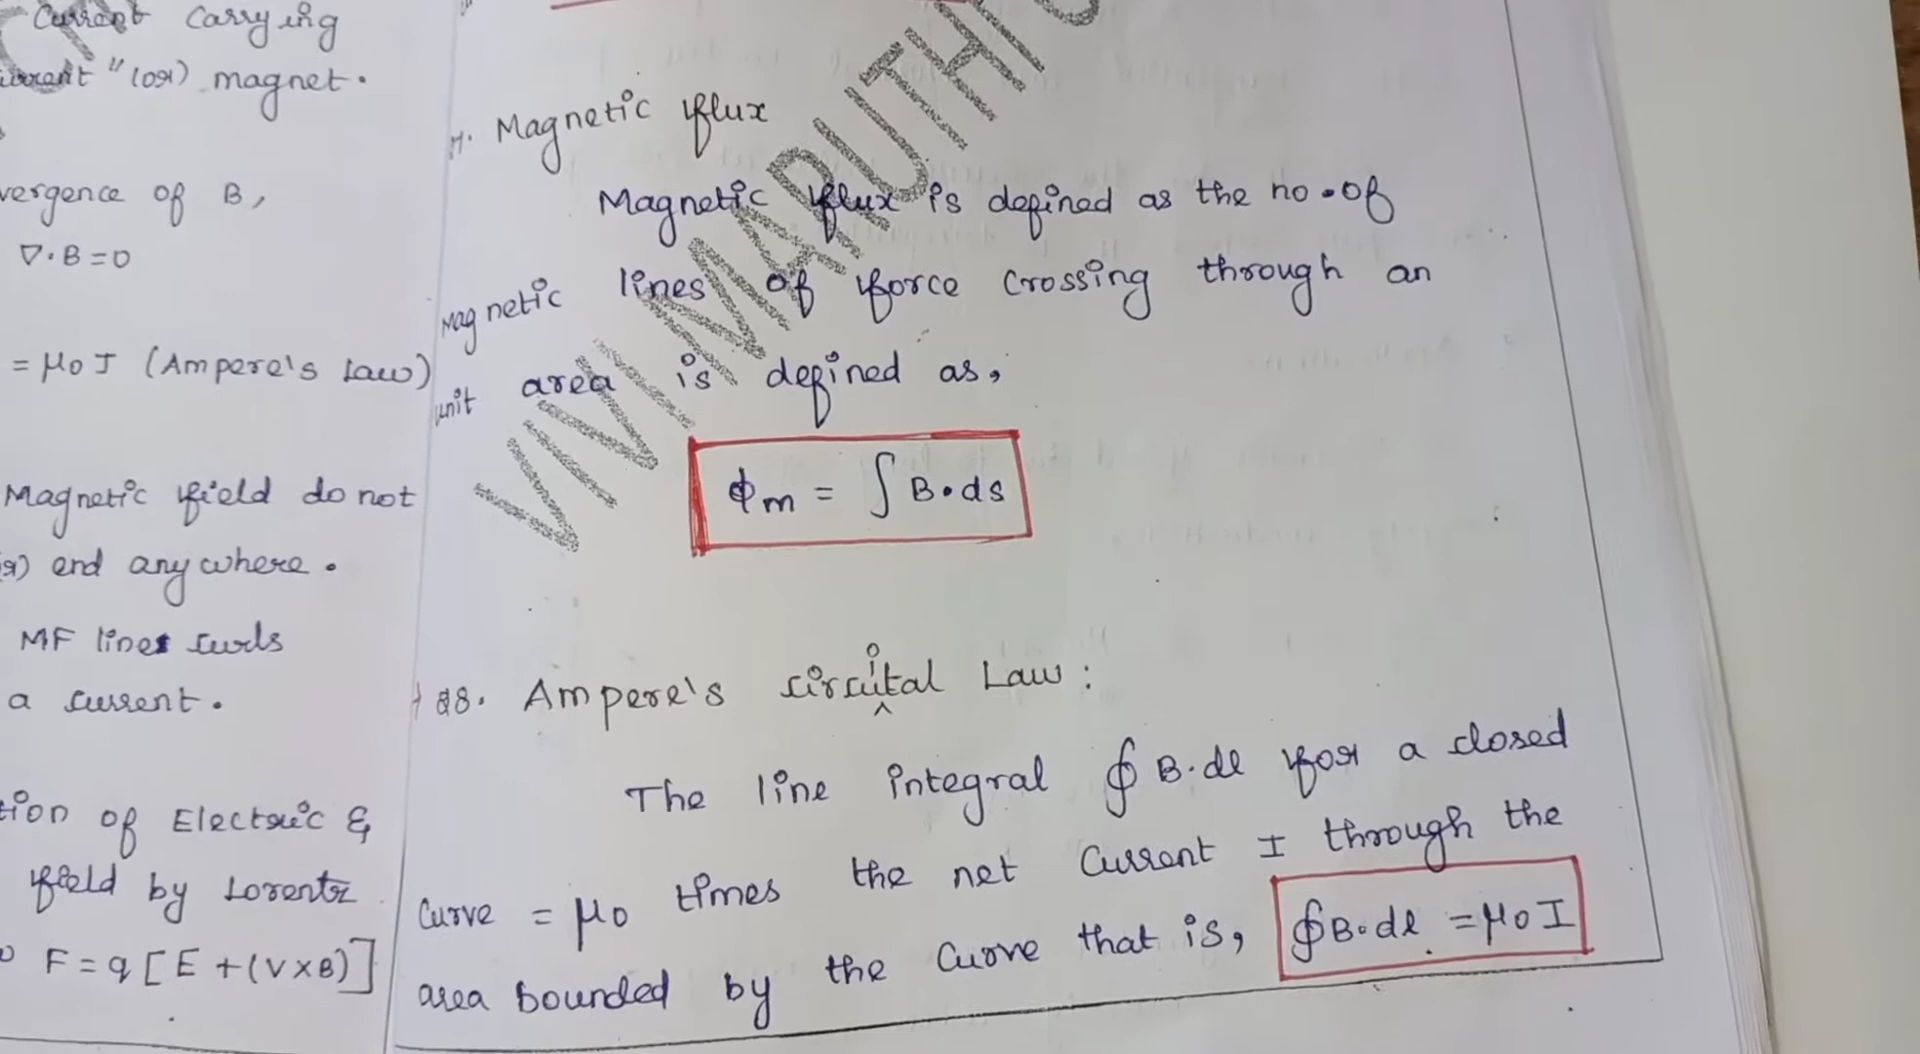 Current Carrying
current" (or) magnet.
vergence of B,
∇.B=0
= μ0 I (Ampere's Law)
Magnetic field do not
end anywhere.
MF lines curls
a current.
tion of Electric &
field by Lorentz
F = q [E + (V×B)]
Magnetic flux
Magnetic flux is defined as the no.of
Magnetic lines of force crossing through an
unit area is defined as,
ϕm = ∫ B.ds
28. Ampere's circuital Law:
The line integral ∮ B.dl for a closed
Curve = μ0 times the net Current I through the
area bounded by the Curve that is, ∮B.dl = μ0 I
VIVI MARUTHI